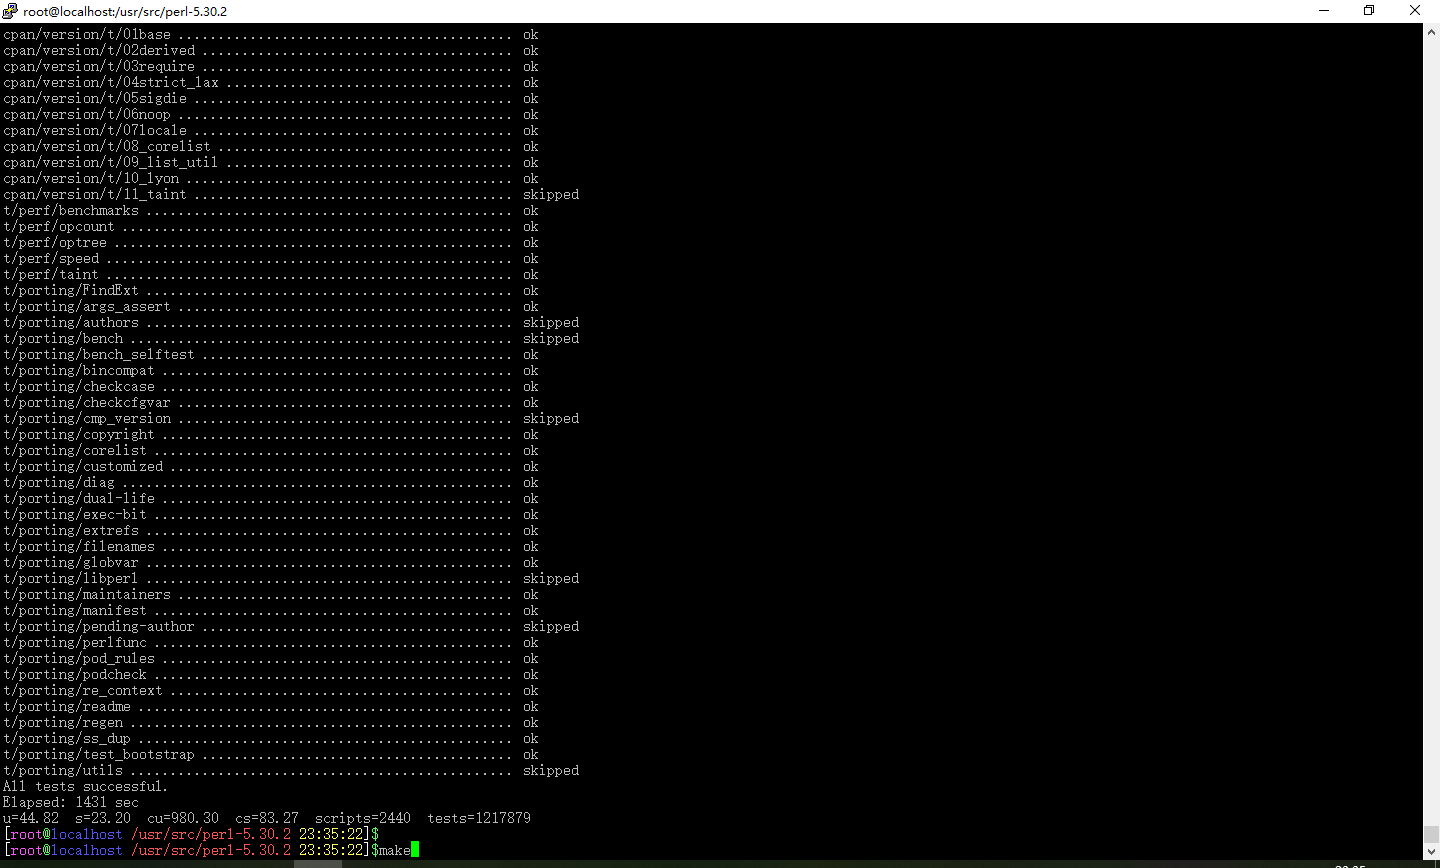 root@localhost:/usr/src/perl-5.30.2
cpan/version/t/01base .......................................... ok
cpan/version/t/02derived ....................................... ok
cpan/version/t/03require ....................................... ok
cpan/version/t/04strict_lax .................................... ok
cpan/version/t/05sigdie ........................................ ok
cpan/version/t/06noop .......................................... ok
cpan/version/t/07locale ........................................ ok
cpan/version/t/08_corelist ..................................... ok
cpan/version/t/09_list_util .................................... ok
cpan/version/t/10_lyon ......................................... ok
cpan/version/t/11_taint ........................................ skipped
t/perf/benchmarks .............................................. ok
t/perf/opcount ................................................. ok
t/perf/optree .................................................. ok
t/perf/speed ................................................... ok
t/perf/taint ................................................... ok
t/porting/FindExt .............................................. ok
t/porting/args_assert .......................................... ok
t/porting/authors .............................................. skipped
t/porting/bench ................................................ skipped
t/porting/bench_selftest ....................................... ok
t/porting/bincompat ............................................ ok
t/porting/checkcase ............................................ ok
t/porting/checkcfgvar .......................................... ok
t/porting/cmp_version .......................................... skipped
t/porting/copyright ............................................ ok
t/porting/corelist ............................................. ok
t/porting/customized ........................................... ok
t/porting/diag ................................................. ok
t/porting/dual-life ............................................ ok
t/porting/exec-bit ............................................. ok
t/porting/extrefs .............................................. ok
t/porting/filenames ............................................ ok
t/porting/globvar .............................................. ok
t/porting/libperl .............................................. skipped
t/porting/maintainers .......................................... ok
t/porting/manifest ............................................. ok
t/porting/pending-author ....................................... skipped
t/porting/perlfunc ............................................. ok
t/porting/pod_rules ............................................ ok
t/porting/podcheck ............................................. ok
t/porting/re_context ........................................... ok
t/porting/readme ............................................... ok
t/porting/regen ................................................ ok
t/porting/ss_dup ............................................... ok
t/porting/test_bootstrap ....................................... ok
t/porting/utils ................................................ skipped
All tests successful.
Elapsed: 1431 sec
u=44.82  s=23.20  cu=980.30  cs=83.27  scripts=2440  tests=1217879
[root@localhost /usr/src/perl-5.30.2 23:35:22]$
[root@localhost /usr/src/perl-5.30.2 23:35:22]$make